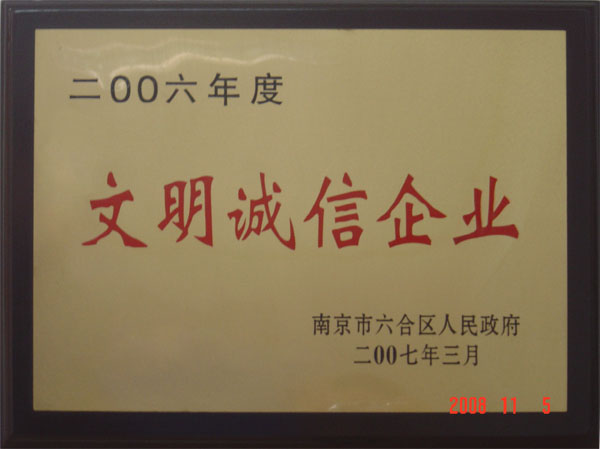 二00六年度
文明诚信企业
南京市六合区人民政府
二00七年三月
2008 11 5